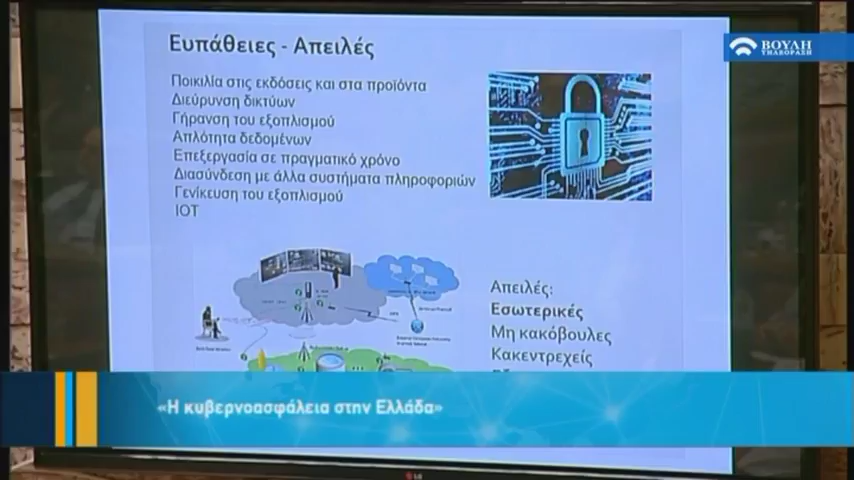 Ευπάθειες - Απειλές
ΒΟΥΛΗ
ΤΗΛΕΟΡΑΣΗ
Ποικιλία στις εκδόσεις και στα προϊόντα
Διεύρυνση δικτύων
Γήρανση του εξοπλισμού
Απλότητα δεδομένων
Επεξεργασία σε πραγματικό χρόνο
Διασύνδεση με άλλα συστήματα πληροφοριών
Γενίκευση του εξοπλισμού
ΙΟΤ
Απειλές:
Εσωτερικές
Μη κακόβουλες
Κακεντρεχείς
«Η κυβερνοασφάλεια στην Ελλάδα»
LG